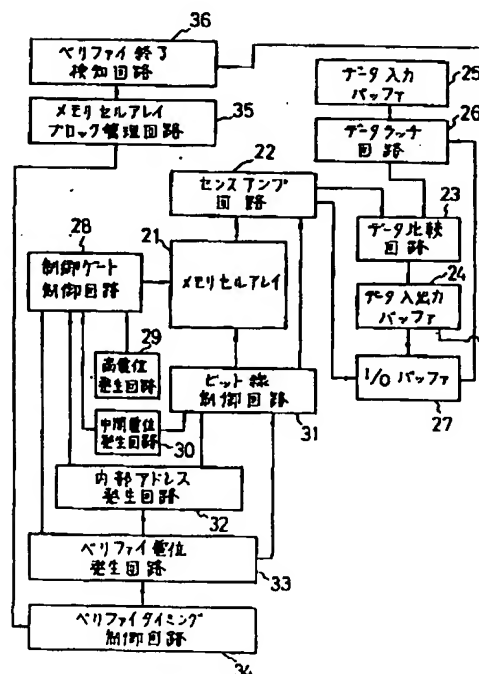 36
ベリファイ終了
検知回路
メモリセルアレイ
ブロック管理回路
35
データ入力
バッファ
25
データラッチ
回路
26
22
センスアンプ
回路
23
データ比較
回路
28
制御ゲート
制御回路
21
メモリセルアレイ
24
データ入出力
バッファ
29
高電位
発生回路
ビット線
制御回路
31
I/Oバッファ
27
中間電位
発生回路
30
内部アドレス
発生回路
32
ベリファイ電位
発生回路
33
ベリファイタイミング
制御回路
34